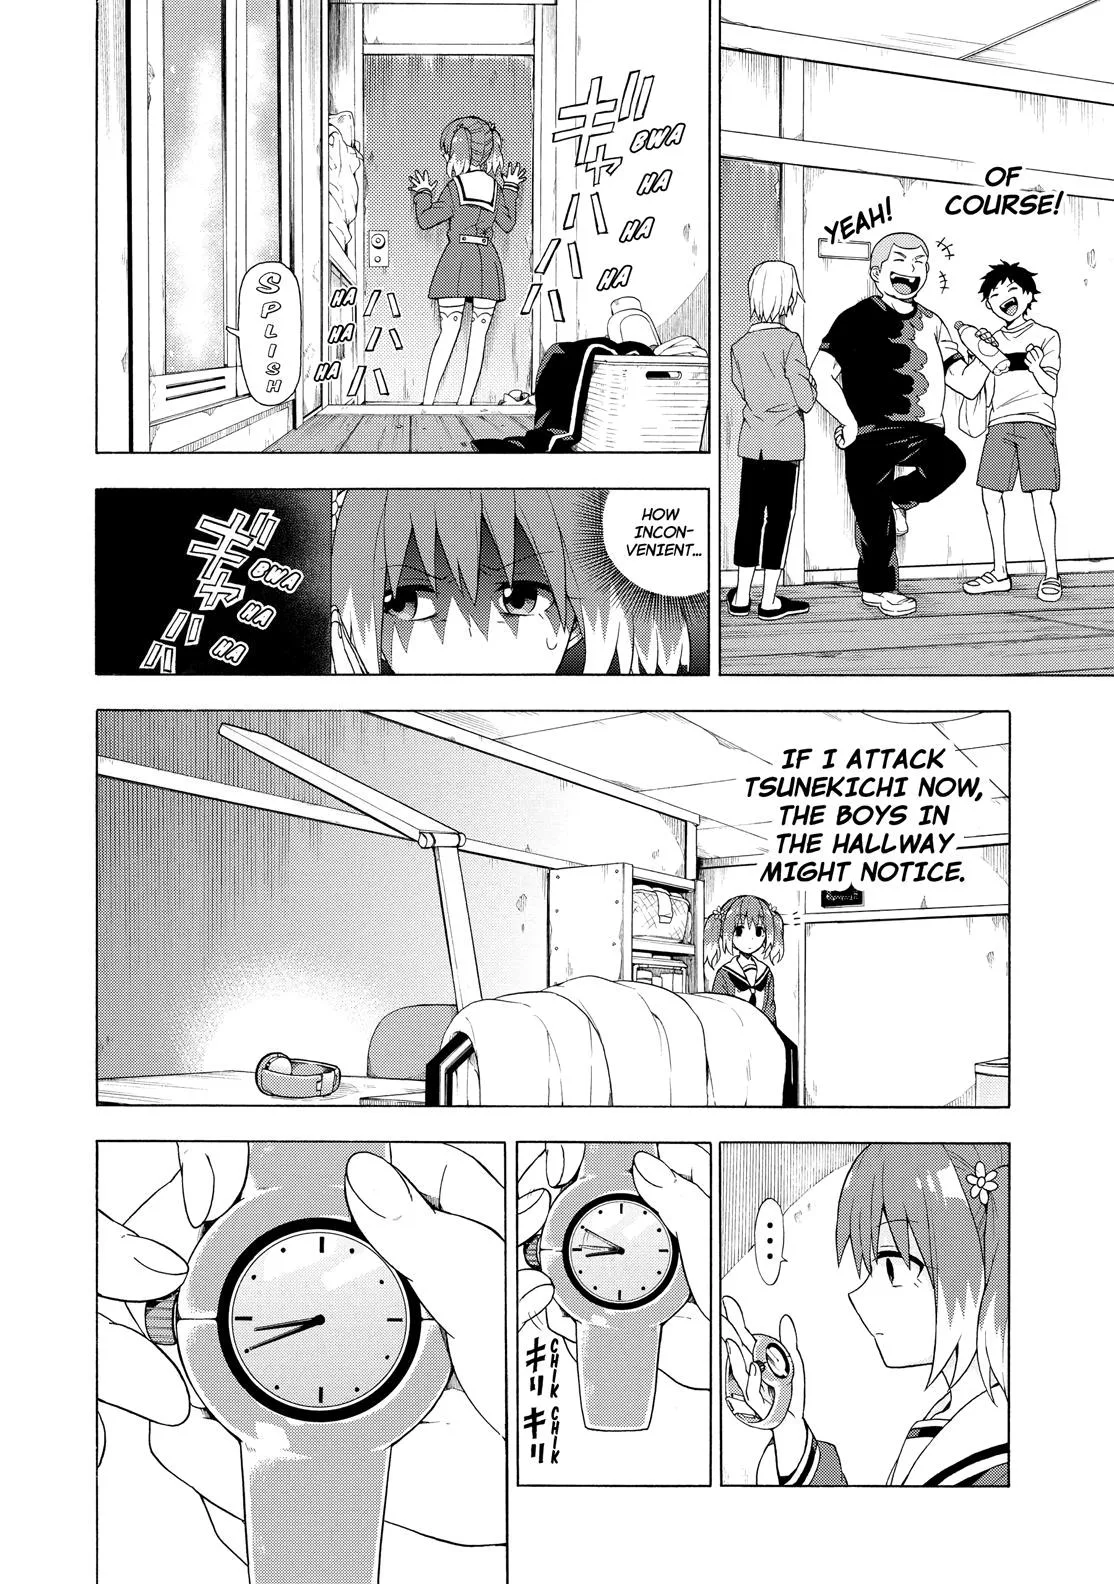 OF
COURSE!
YEAH!
ギャハハハハ
BWA
HA
HA
HA
HA
HA
HA
SPLISH
HOW
INCON-
VENIENT...
ギャハハ
BWA
HA
HA
IF I ATTACK
TSUNEKICHI NOW,
THE BOYS IN
THE HALLWAY
MIGHT NOTICE.
...
キリ
キリ
CHIK
CHIK